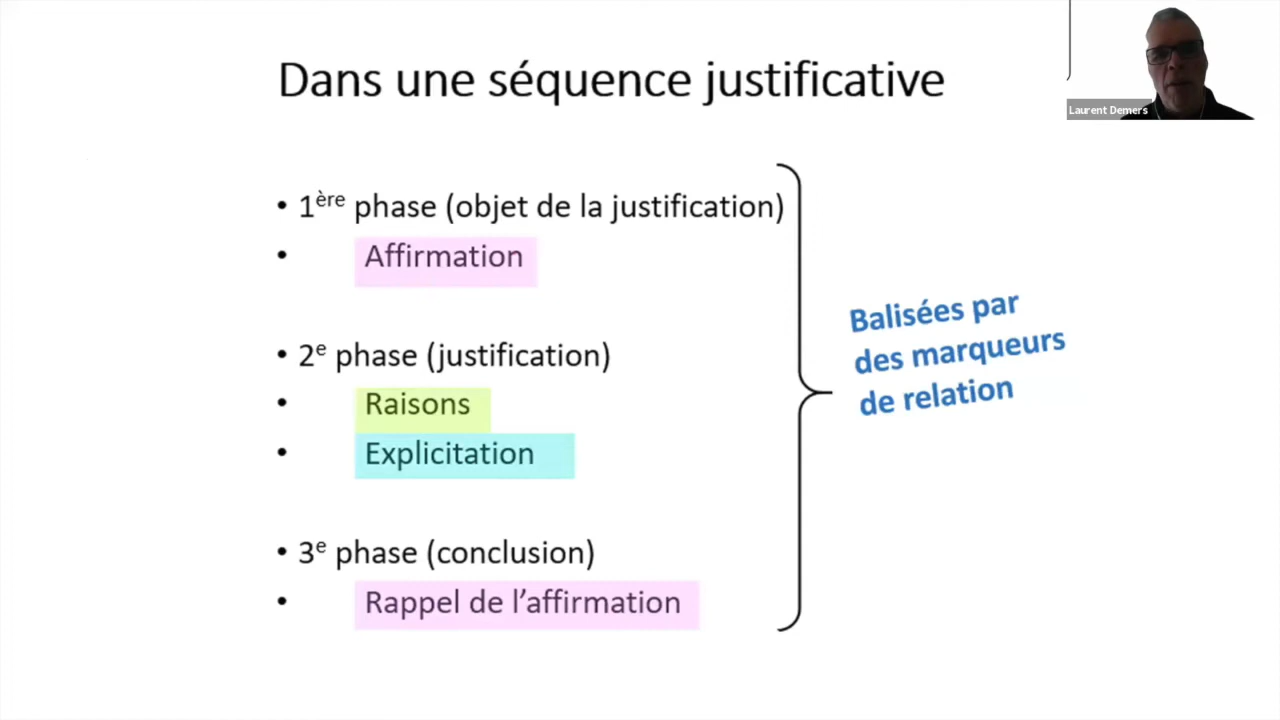 Dans une séquence justificative
Laurent Demers
• 1ère phase (objet de la justification)
• Affirmation
• 2e phase (justification)
• Raisons
• Explicitation
• 3e phase (conclusion)
• Rappel de l’affirmation
Balisées par
des marqueurs
de relation